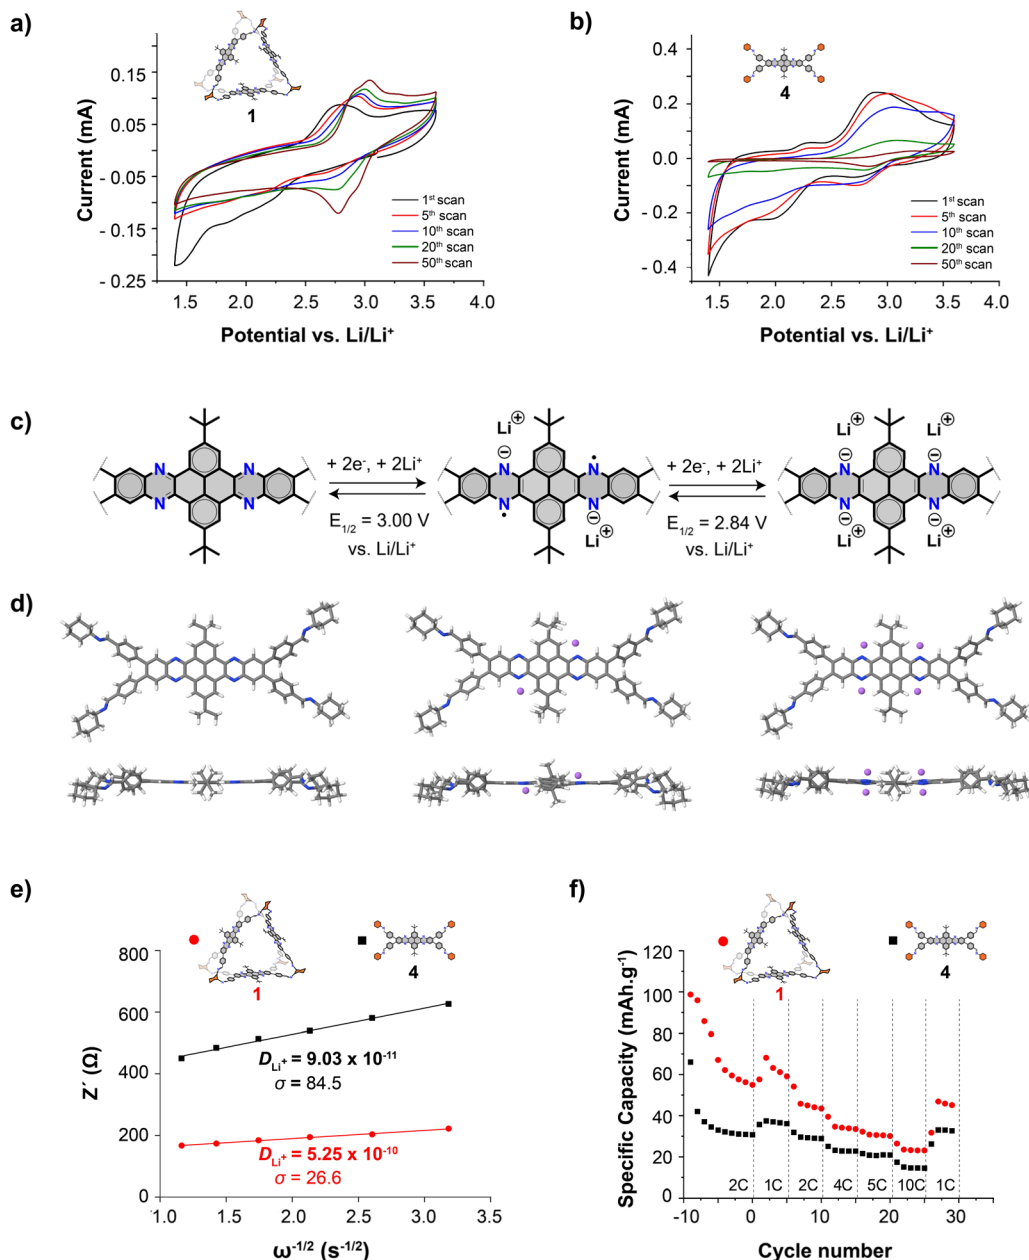 a)
0.15
0.05
- 0.05
- 0.15
- 0.25
Current (mA)
1
1st scan
5th scan
10th scan
20th scan
50th scan
1.5 2.0 2.5 3.0 3.5 4.0
Potential vs. Li/Li+
b)
0.4
0.2
0.0
- 0.2
- 0.4
Current (mA)
4
1st scan
5th scan
10th scan
20th scan
50th scan
1.5 2.0 2.5 3.0 3.5 4.0
Potential vs. Li/Li+
c)
N N
N N
+ 2e-, + 2Li+
E1/2 = 3.00 V
vs. Li/Li+
Li+
N N
N N
Li+
+ 2e-, + 2Li+
E1/2 = 2.84 V
vs. Li/Li+
Li+ Li+
N N
N N
Li+ Li+
d)
e)
1
4
800
600
400
200
0
Z´ (Ω)
DLi+ = 9.03 x 10-11
σ = 84.5
DLi+ = 5.25 x 10-10
σ = 26.6
1.0 1.5 2.0 2.5 3.0 3.5
ω-1/2 (s-1/2)
f)
1
4
120
100
80
60
40
20
0
Specific Capacity (mAh.g-1)
2C 1C 2C 4C 5C 10C 1C
-10 0 10 20 30
Cycle number